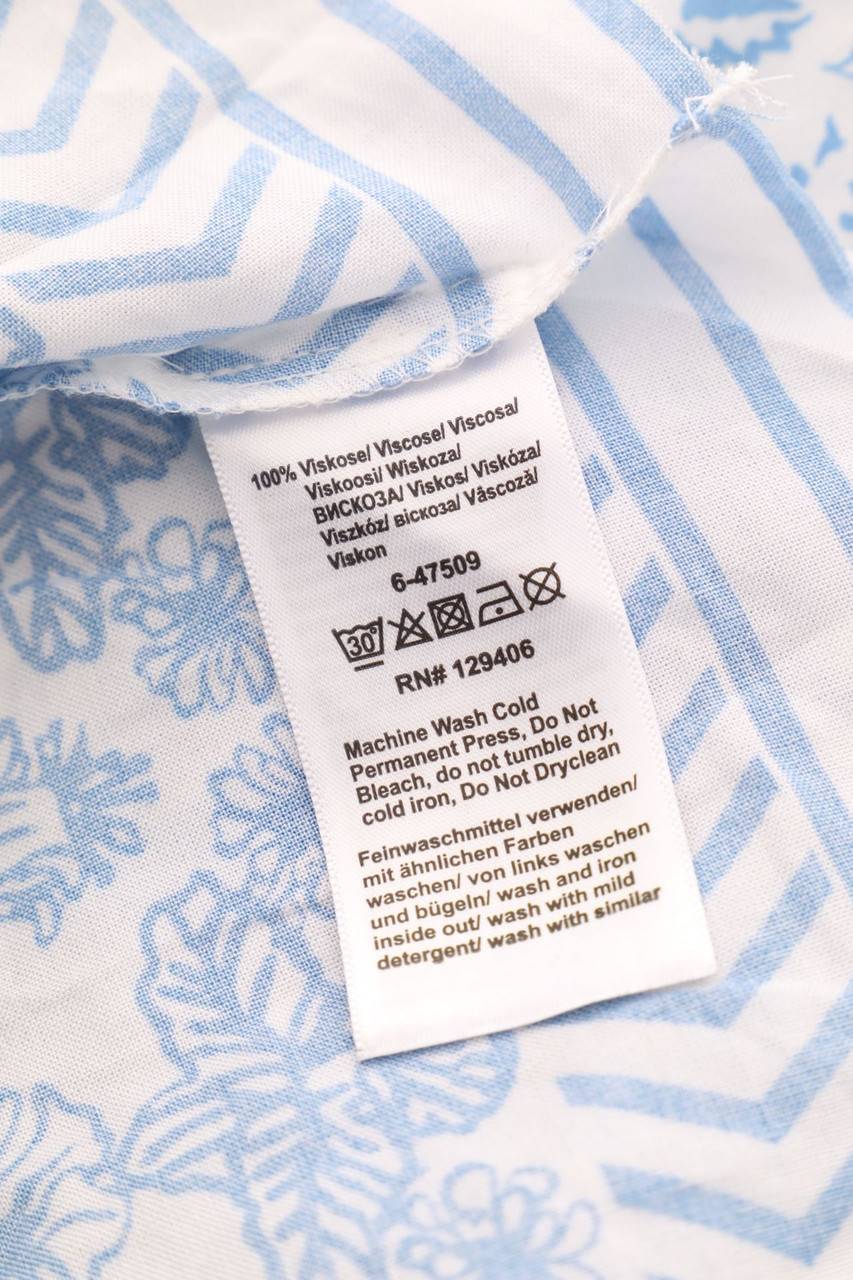 100% Viskose/ Viscose/ Viscosa/
Viskoosi/ Wiskoza/
ВИСКОЗА/ Viskos/ Viskóza/
Viszkóz/ віскоза/ Vâscoză/
Viskon
6-47509
30°
RN# 129406
Machine Wash Cold
Permanent Press, Do Not
Bleach, do not tumble dry,
cold iron, Do Not Dryclean
Feinwaschmittel verwenden/
mit ähnlichen Farben
waschen/ von links waschen
und bügeln/ wash and iron
inside out/ wash with mild
detergent/ wash with similar